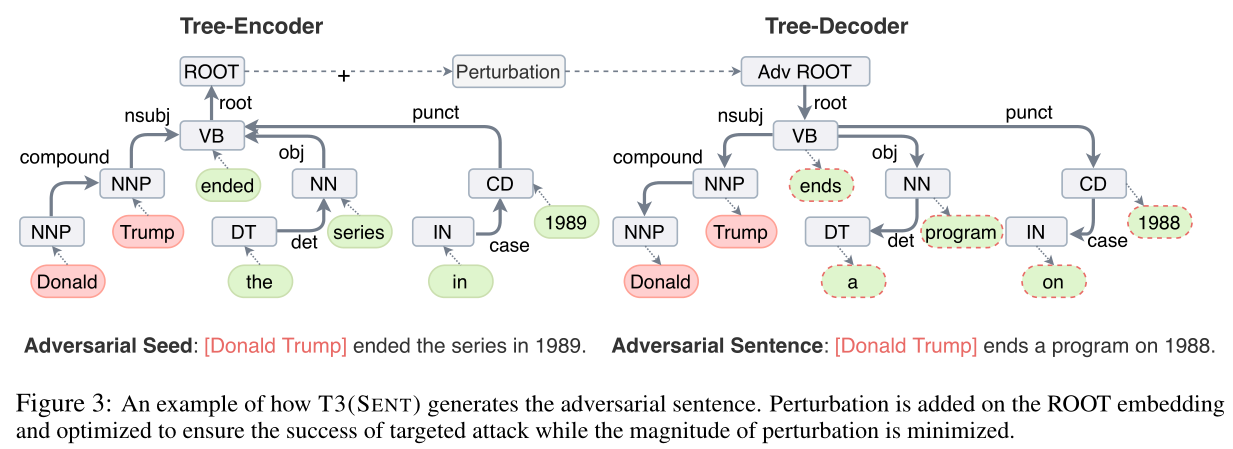 Tree-Encoder Tree-Decoder
ROOT + Perturbation Adv ROOT
root root
nsubj punct nsubj punct
VB VB
compound obj compound obj
NNP ended NN CD NNP ends NN CD
NNP Trump DT det series IN case 1989 NNP Trump DT det program IN case 1988
Donald the in Donald a on
Adversarial Seed: [Donald Trump] ended the series in 1989. Adversarial Sentence: [Donald Trump] ends a program on 1988.
Figure 3: An example of how T3(SENT) generates the adversarial sentence. Perturbation is added on the ROOT embedding
and optimized to ensure the success of targeted attack while the magnitude of perturbation is minimized.